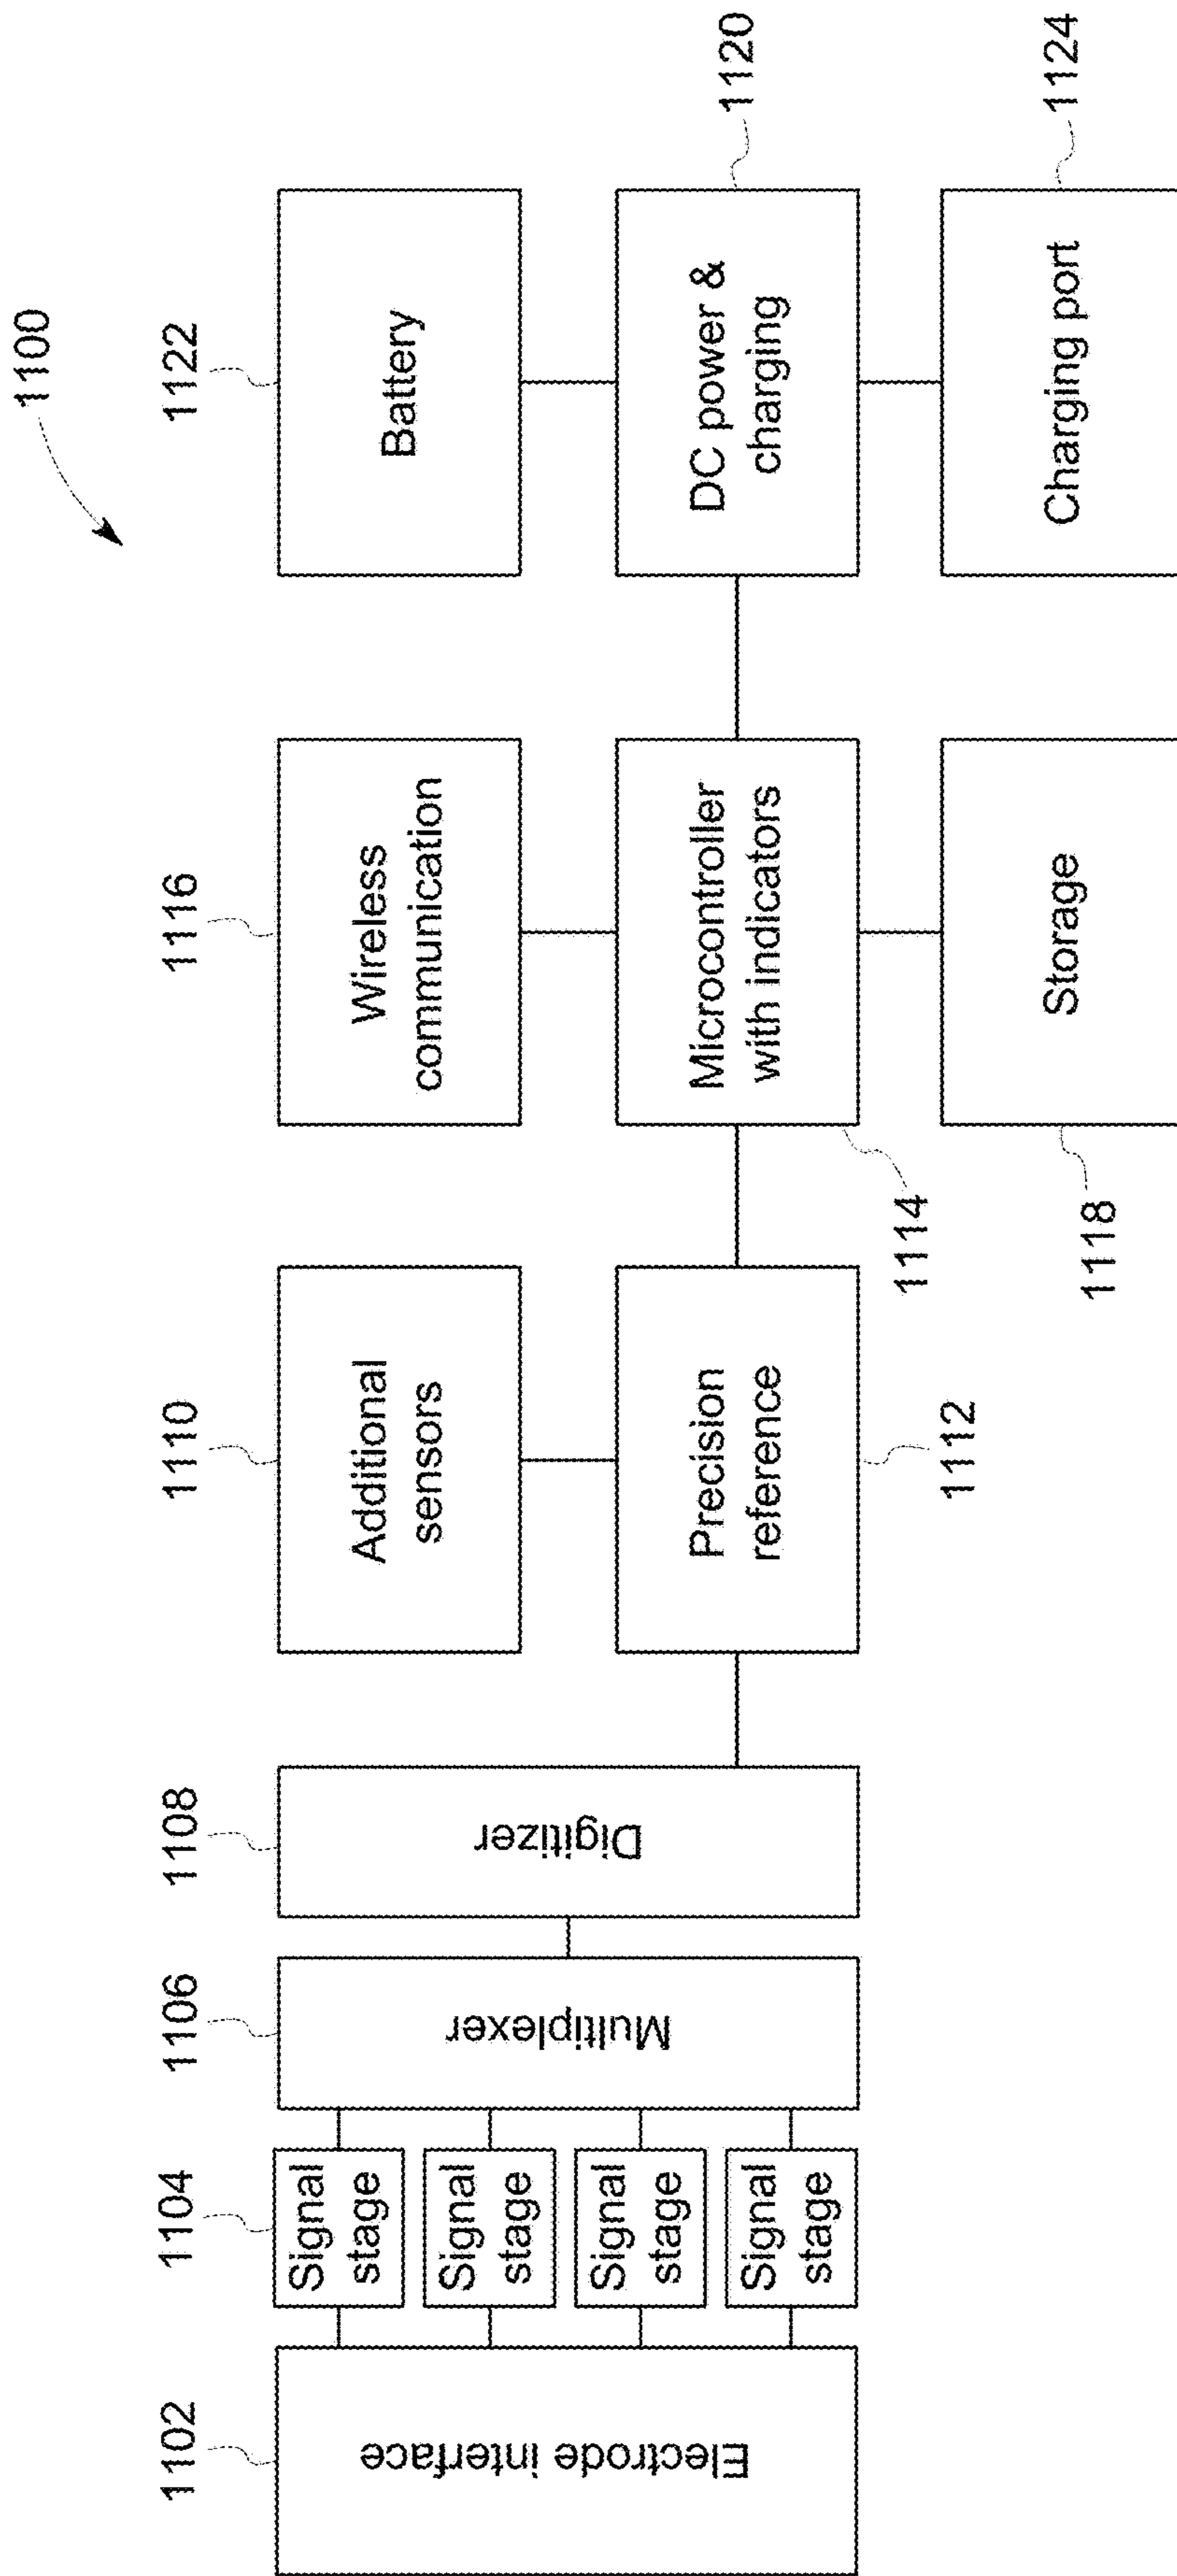 1100
1102
1104
1106
1108
1110
1116
1122
Electrode interface
Signal
stage
Signal
stage
Signal
stage
Signal
stage
Multiplexer
Digitizer
Additional
sensors
Wireless
communication
Battery
Precision
reference
Microcontroller
with indicators
DC power &
charging
1120
1112
1114
Storage
Charging port
1118
1124